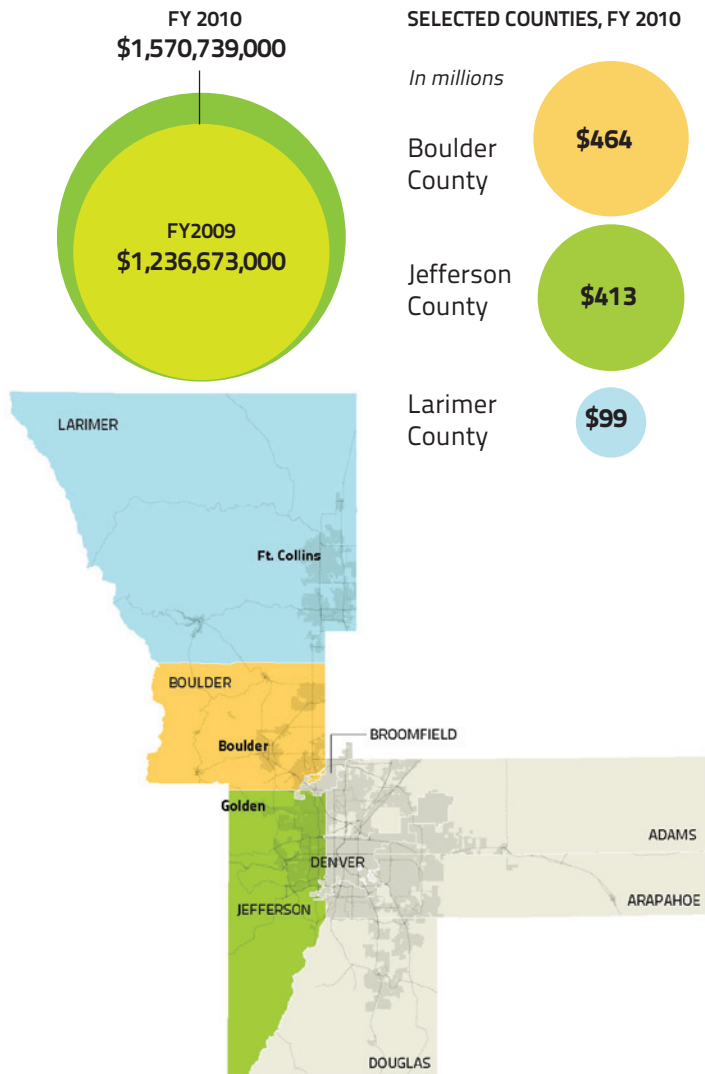 FY 2010
$1,570,739,000
FY2009
$1,236,673,000
SELECTED COUNTIES, FY 2010
In millions
Boulder
County
$464
Jefferson
County
$413
Larimer
County
$99
LARIMER
Ft. Collins
BOULDER
Boulder
BROOMFIELD
Golden
ADAMS
DENVER
ARAPAHOE
JEFFERSON
DOUGLAS